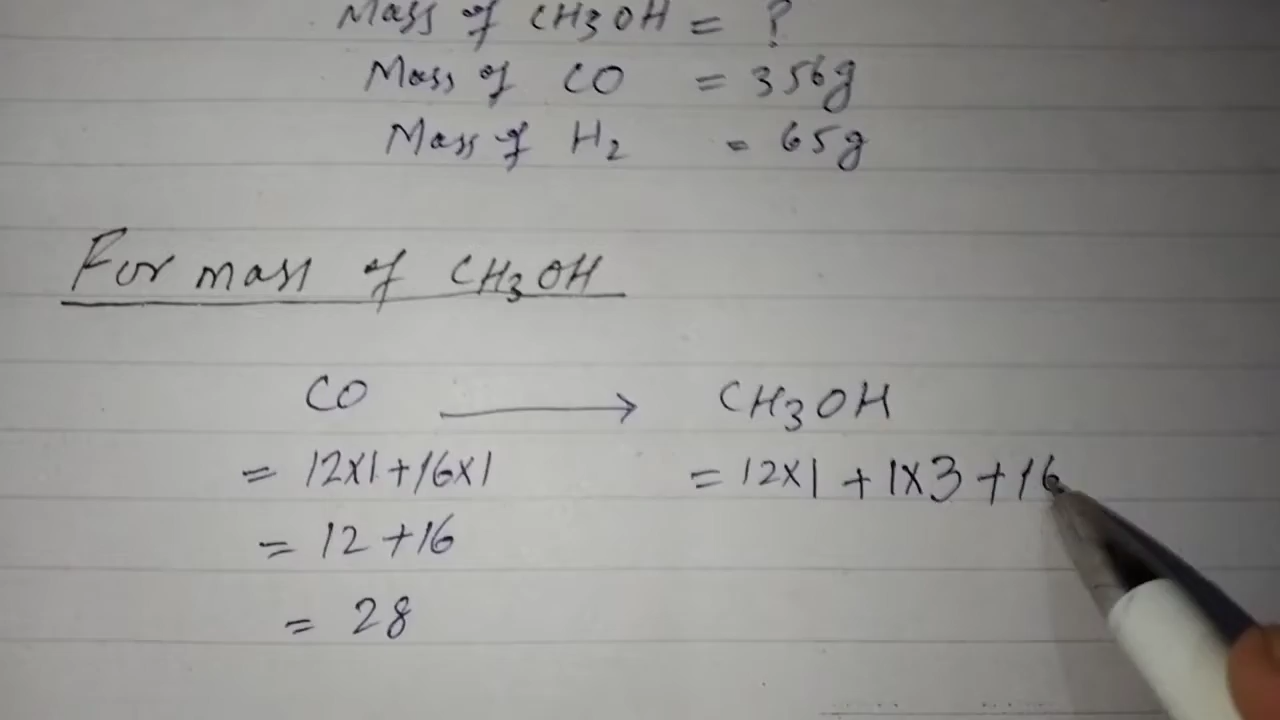 Mass of CH3OH = ?
Mass of CO = 356g
Mass of H2 = 65g
For mass of CH3OH
CO → CH3OH
= 12x1+16x1 = 12x1 + 1x3 + 16
= 12 +16
= 28